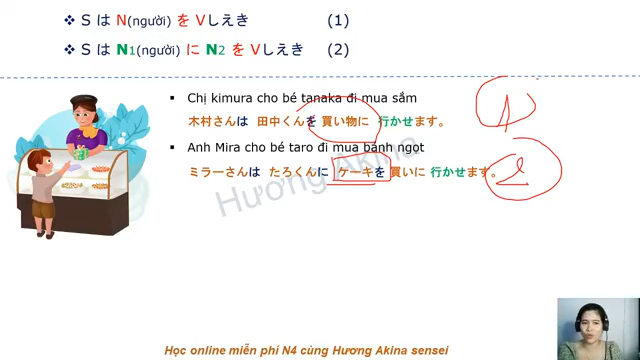 ❖ S は N(người) を Vしえき (1)
❖ S は N1(người) に N2 を Vしえき (2)
▪ Chị kimura cho bé tanaka đi mua sắm
木村さんは 田中くんを 買い物に 行かせます。
1
▪ Anh Mira cho bé taro đi mua bánh ngọt
ミラーさんは たろくんに ケーキを 買いに 行かせます。
2
Hương Akina
Học online miễn phí N4 cùng Hương Akina sensei